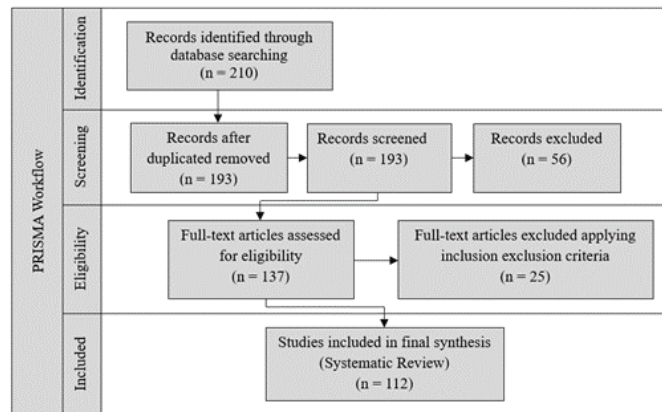 PRISMA Workflow
Identification
Records identified through
database searching
(n = 210)
Screening
Records after
duplicated removed
(n = 193)
Records screened
(n = 193)
Records excluded
(n = 56)
Eligibility
Full-text articles assessed
for eligibility
(n = 137)
Full-text articles excluded applying
inclusion exclusion criteria
(n = 25)
Included
Studies included in final synthesis
(Systematic Review)
(n = 112)